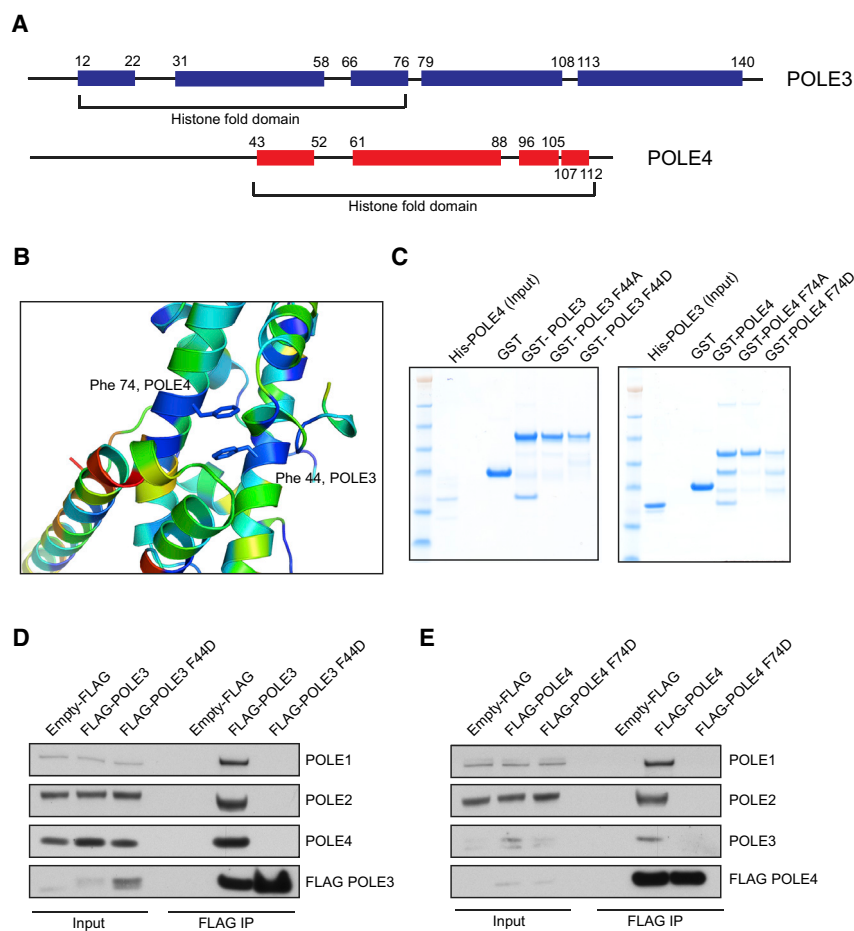 A
12 22 31 58 66 76 79 108 113 140
POLE3
Histone fold domain
43 52 61 88 96 105
107 112
POLE4
Histone fold domain
B
Phe 74, POLE4
Phe 44, POLE3
C
His-POLE4 (Input)
GST
GST- POLE3
GST- POLE3 F44A
GST- POLE3 F44D
His-POLE3 (Input)
GST
GST-POLE4
GST-POLE4 F74A
GST-POLE4 F74D
D
Empty-FLAG
FLAG-POLE3
FLAG-POLE3 F44D
Empty-FLAG
FLAG-POLE3
FLAG-POLE3 F44D
POLE1
POLE2
POLE4
FLAG POLE3
Input
FLAG IP
E
Empty-FLAG
FLAG-POLE4
FLAG-POLE4 F74D
Empty-FLAG
FLAG-POLE4
FLAG-POLE4 F74D
POLE1
POLE2
POLE3
FLAG POLE4
Input
FLAG IP